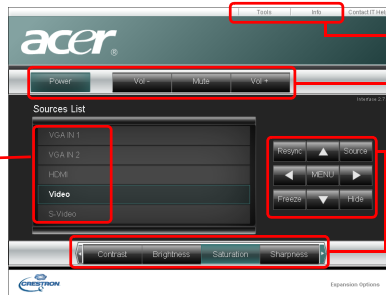 Tools Info Contact IT Help
acer ®
Power Vol - Mute Vol +
Interface 2.7
Sources List
VGA IN 1
VGA IN 2
HDMI
Video
S-Video
Resync Source
MENU
Freeze Hide
Contrast Brightness Saturation Sharpness
CRESTRON Expansion Options